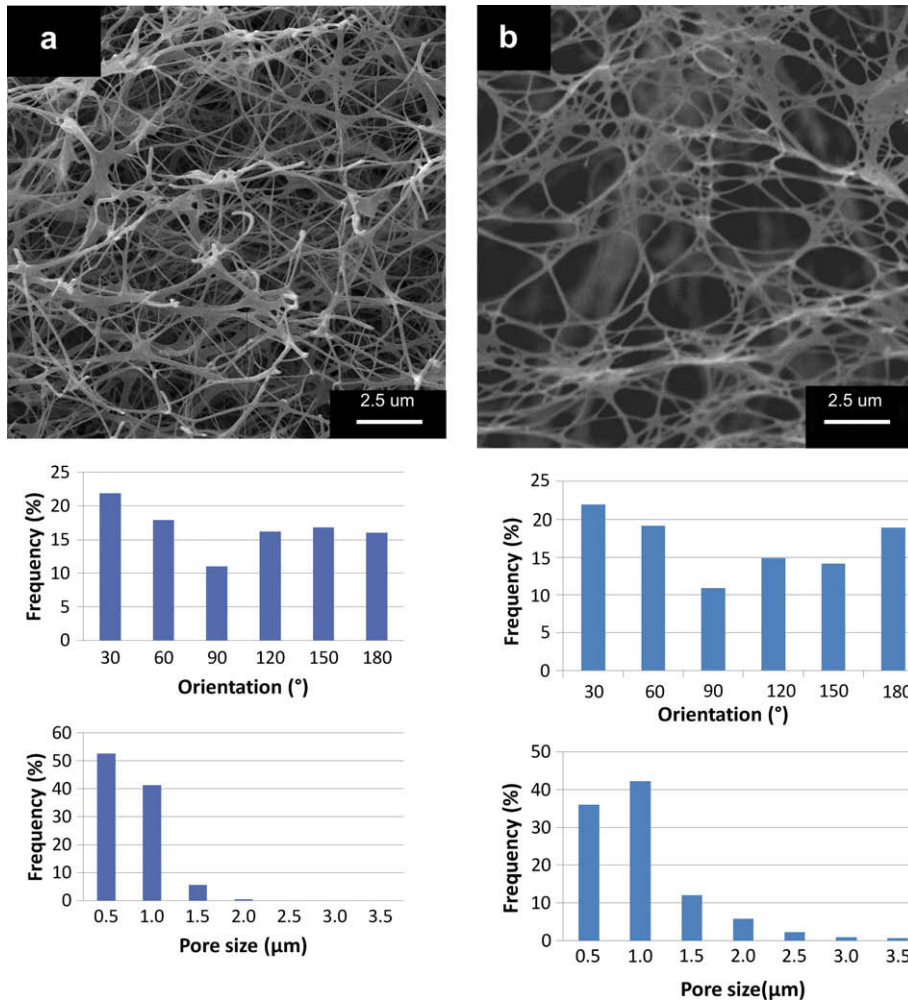 a
b
2.5 um
2.5 um
25
20
15
10
5
0
Frequency (%)
30 60 90 120 150 180
Orientation (°)
25
20
15
10
5
0
Frequency (%)
30 60 90 120 150 180
Orientation (°)
60
50
40
30
20
10
0
Frequency (%)
0.5 1.0 1.5 2.0 2.5 3.0 3.5
Pore size (µm)
50
40
30
20
10
0
Frequency (%)
0.5 1.0 1.5 2.0 2.5 3.0 3.5
Pore size(µm)